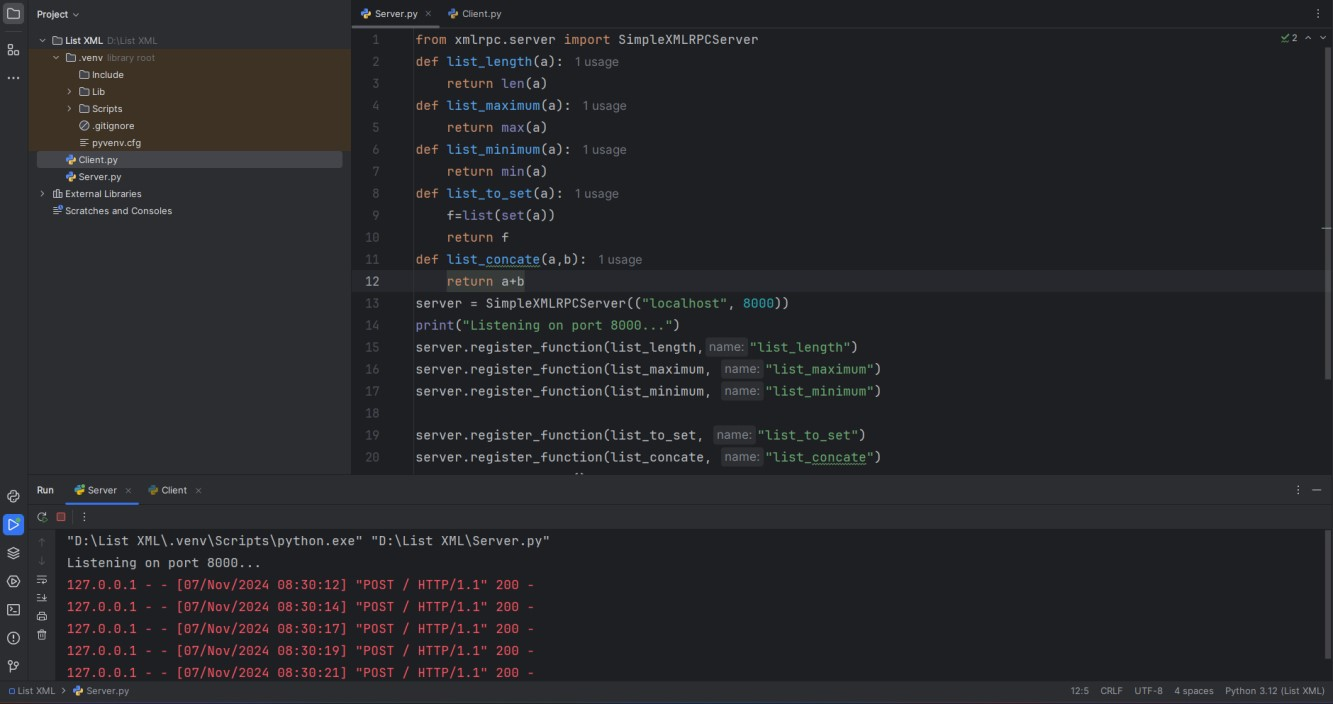 Project
List XML D:\List XML
.venv library root
Include
Lib
Scripts
.gitignore
pyvenv.cfg
Client.py
Server.py
External Libraries
Scratches and Consoles
Server.py Client.py
2
1 from xmlrpc.server import SimpleXMLRPCServer
2 def list_length(a): 1 usage
3 return len(a)
4 def list_maximum(a): 1 usage
5 return max(a)
6 def list_minimum(a): 1 usage
7 return min(a)
8 def list_to_set(a): 1 usage
9 f=list(set(a))
10 return f
11 def list_concate(a,b): 1 usage
12 return a+b
13 server = SimpleXMLRPCServer(("localhost", 8000))
14 print("Listening on port 8000...")
15 server.register_function(list_length, name: "list_length")
16 server.register_function(list_maximum, name: "list_maximum")
17 server.register_function(list_minimum, name: "list_minimum")
18
19 server.register_function(list_to_set, name: "list_to_set")
20 server.register_function(list_concate, name: "list_concate")
Run Server Client
"D:\List XML\.venv\Scripts\python.exe" "D:\List XML\Server.py"
Listening on port 8000...
127.0.0.1 - - [07/Nov/2024 08:30:12] "POST / HTTP/1.1" 200 -
127.0.0.1 - - [07/Nov/2024 08:30:14] "POST / HTTP/1.1" 200 -
127.0.0.1 - - [07/Nov/2024 08:30:17] "POST / HTTP/1.1" 200 -
127.0.0.1 - - [07/Nov/2024 08:30:19] "POST / HTTP/1.1" 200 -
127.0.0.1 - - [07/Nov/2024 08:30:21] "POST / HTTP/1.1" 200 -
List XML > Server.py 12:5 CRLF UTF-8 4 spaces Python 3.12 (List XML)